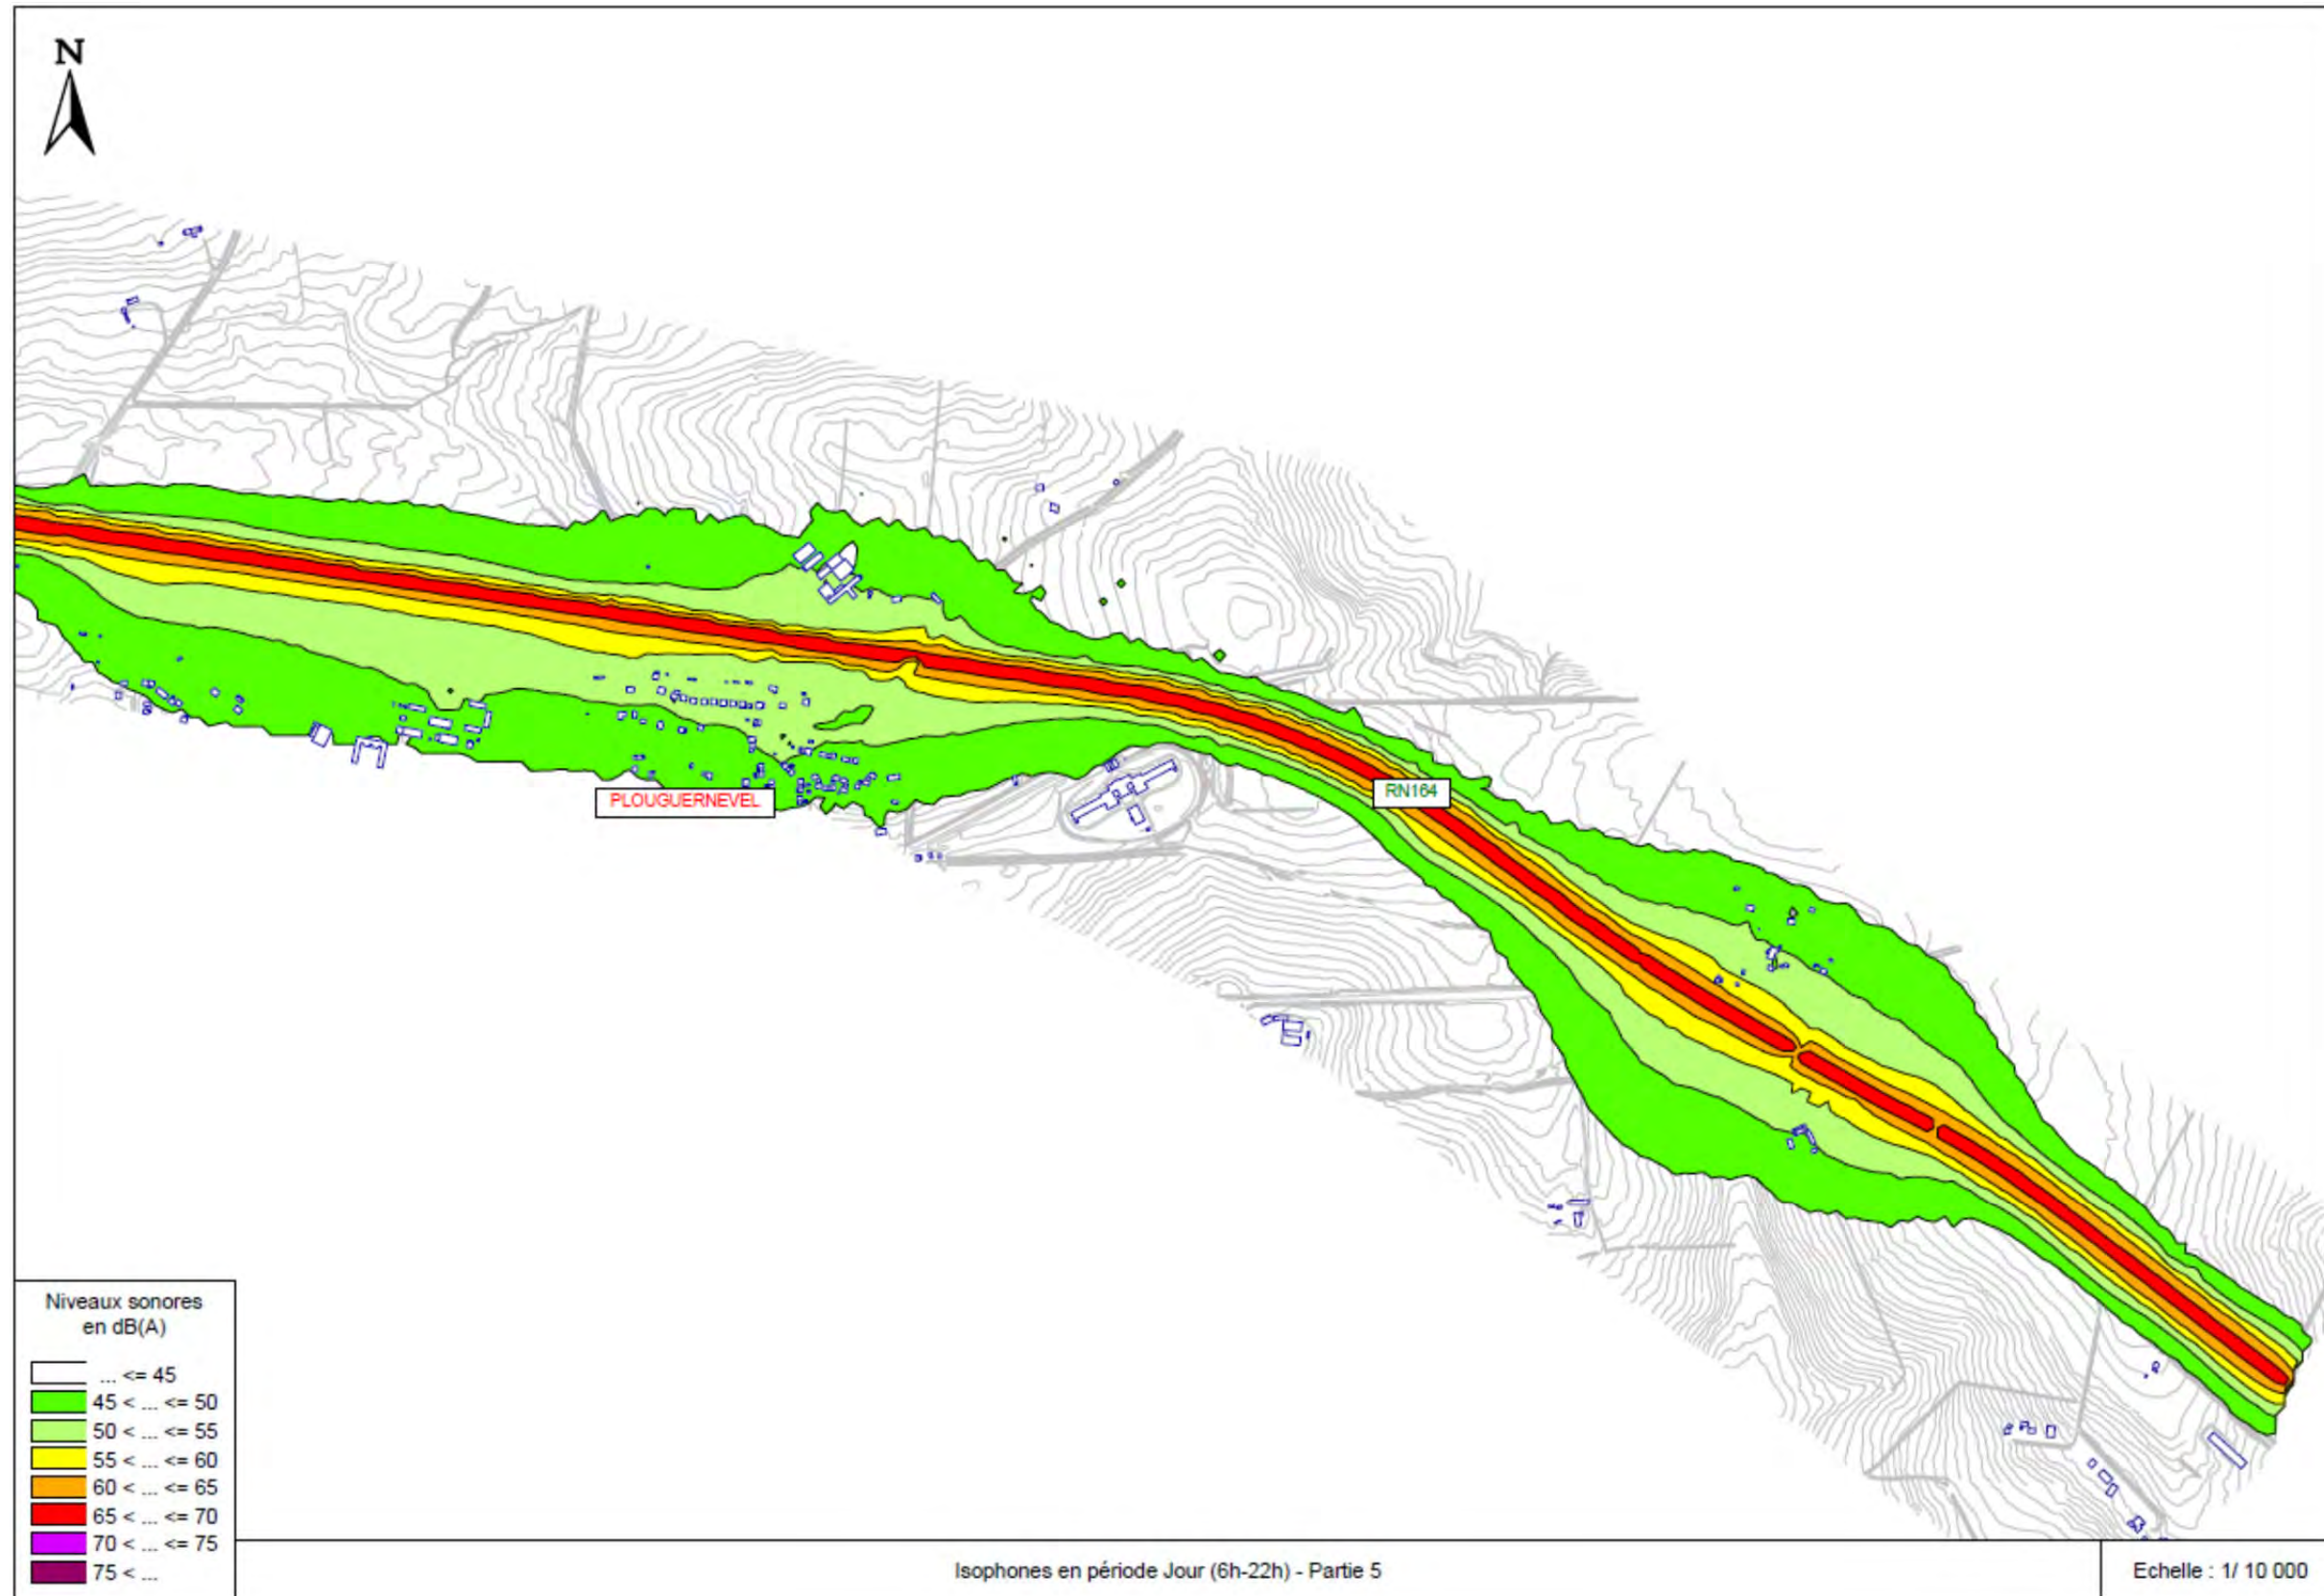 N
PLOUGUERNEVEL
RN164
Niveaux sonores
en dB(A)
... <= 45
45 < ... <= 50
50 < ... <= 55
55 < ... <= 60
60 < ... <= 65
65 < ... <= 70
70 < ... <= 75
75 < ...
Isophones en période Jour (6h-22h) - Partie 5
Echelle : 1/ 10 000